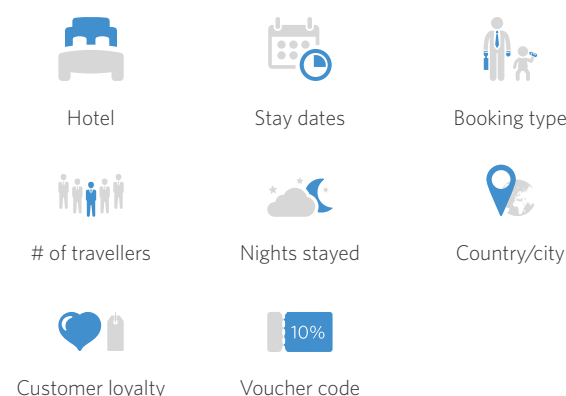 Hotel
Stay dates
Booking type
# of travellers
Nights stayed
Country/city
10%
Customer loyalty
Voucher code